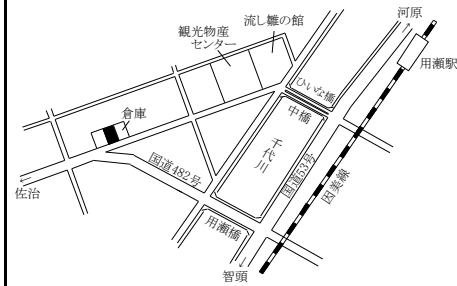 河原
流し雛の館
観光物産
センター
用瀬駅
ひいな橋
倉庫
中橋
千代川
国道53号
国道482号
因美線
佐治
用瀬橋
智頭